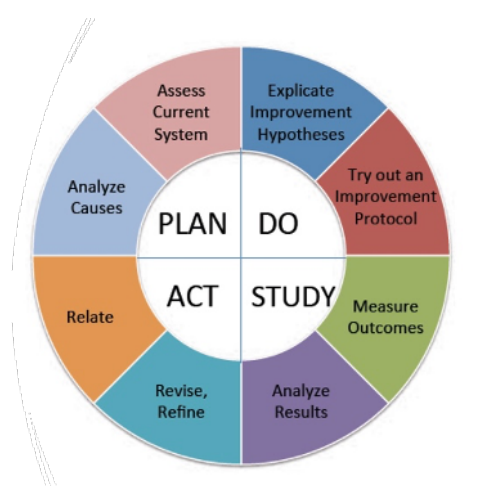 Assess
Current
System
Explicate
Improvement
Hypotheses
Analyze
Causes
Try out an
Improvement
Protocol
PLAN
DO
ACT
STUDY
Relate
Measure
Outcomes
Revise,
Refine
Analyze
Results